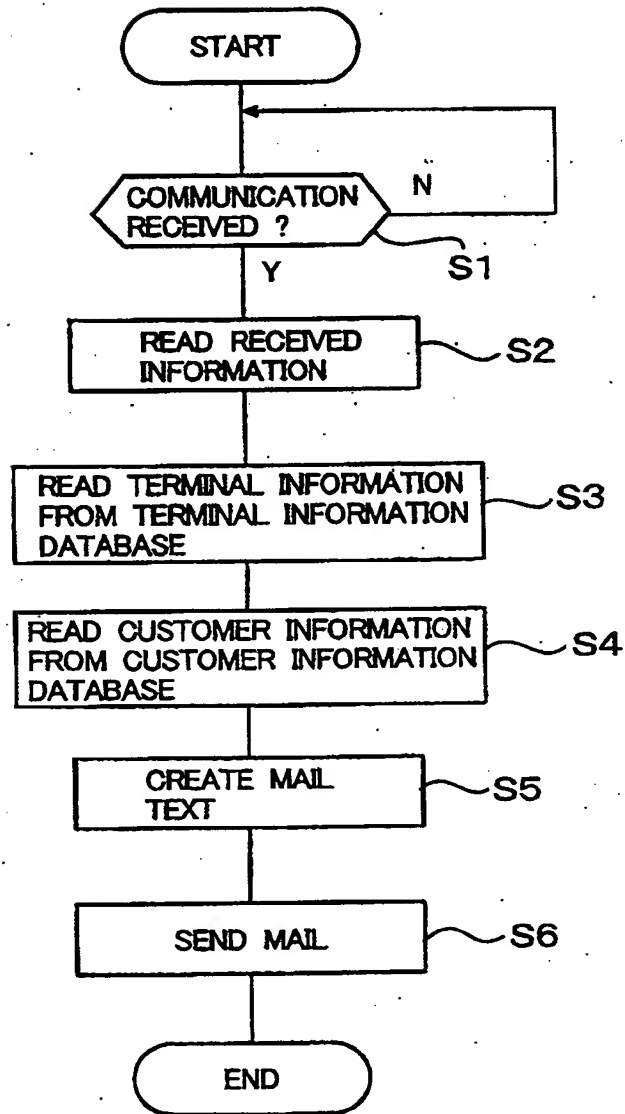 START
COMMUNICATION
RECEIVED ?
N
S1
Y
READ RECEIVED
INFORMATION
S2
READ TERMINAL INFORMATION
FROM TERMINAL INFORMATION
DATABASE
S3
READ CUSTOMER INFORMATION
FROM CUSTOMER INFORMATION
DATABASE
S4
CREATE MAIL
TEXT
S5
SEND MAIL
S6
END